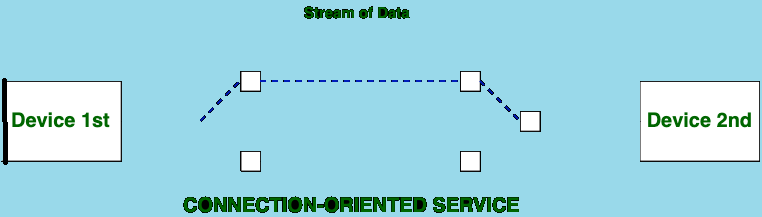 Stream of Data
Device 1st
Device 2nd
CONNECTION-ORIENTED SERVICE